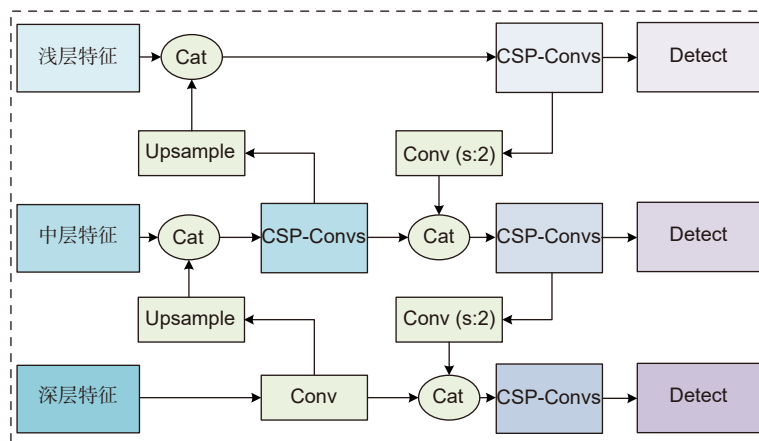 浅层特征
Cat
CSP-Convs
Detect
Upsample
Conv (s:2)
中层特征
Cat
CSP-Convs
Cat
CSP-Convs
Detect
Upsample
Conv (s:2)
深层特征
Conv
Cat
CSP-Convs
Detect